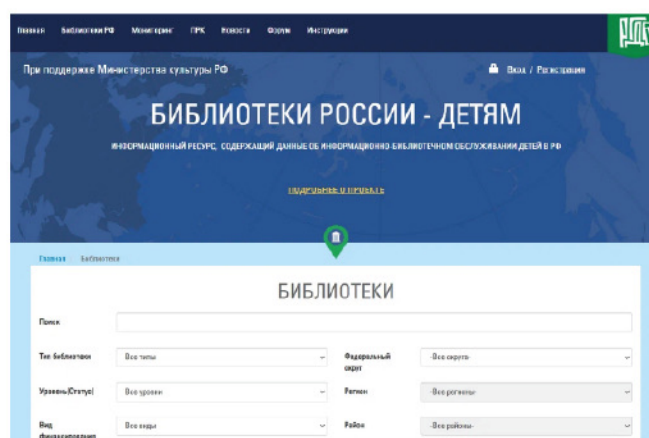 Главная Библиотеки РФ Мониторинг ПРК Новости Форум Инструкции
РГДБ
При поддержке Министерства культуры РФ
Вход / Регистрация
БИБЛИОТЕКИ РОССИИ - ДЕТЯМ
ИНФОРМАЦИОННЫЙ РЕСУРС, СОДЕРЖАЩИЙ ДАННЫЕ ОБ ИНФОРМАЦИОННО-БИБЛИОТЕЧНОМ ОБСЛУЖИВАНИИ ДЕТЕЙ В РФ
ПОДРОБНЕЕ О ПРОЕКТЕ
Главная Библиотеки
БИБЛИОТЕКИ
Поиск
Тип библиотеки Все типы Федеральный округ -Все округа-
Уровень(Статус) Все уровни Регион -Все регионы-
Вид финансирования Все виды Район -Все районы-